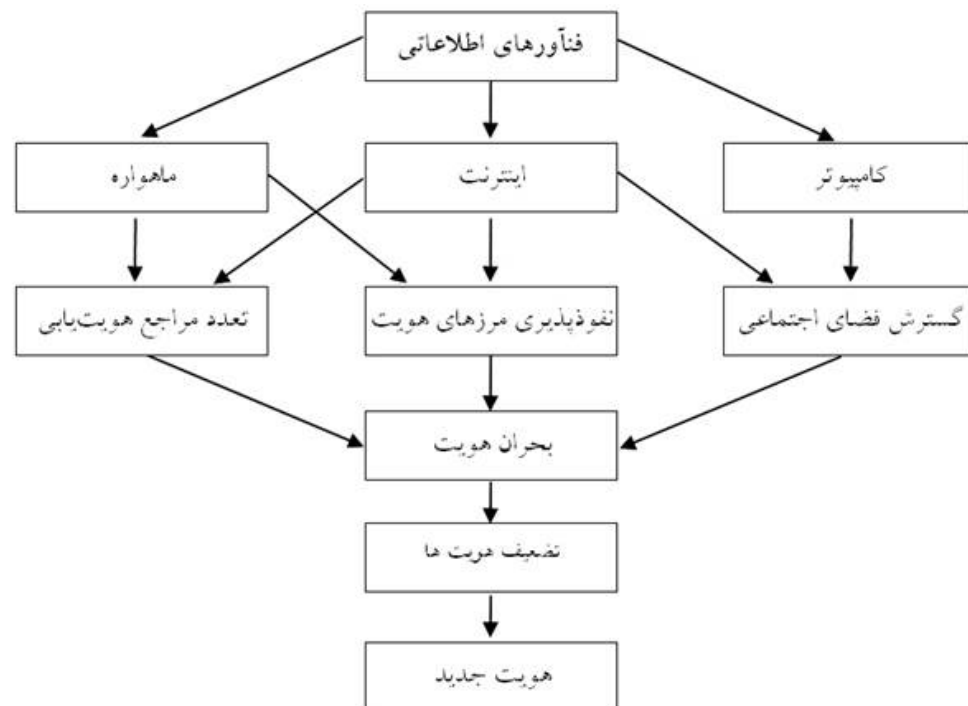 فنآورهای اطلاعاتی
کامپیوتر
اینترنت
ماهواره
گسترش فضای اجتماعی
نفوذپذیری مرزهای هویت
تعدد مراجع هویت‌یابی
بحران هویت
تضعیف هویت ها
هویت جدید